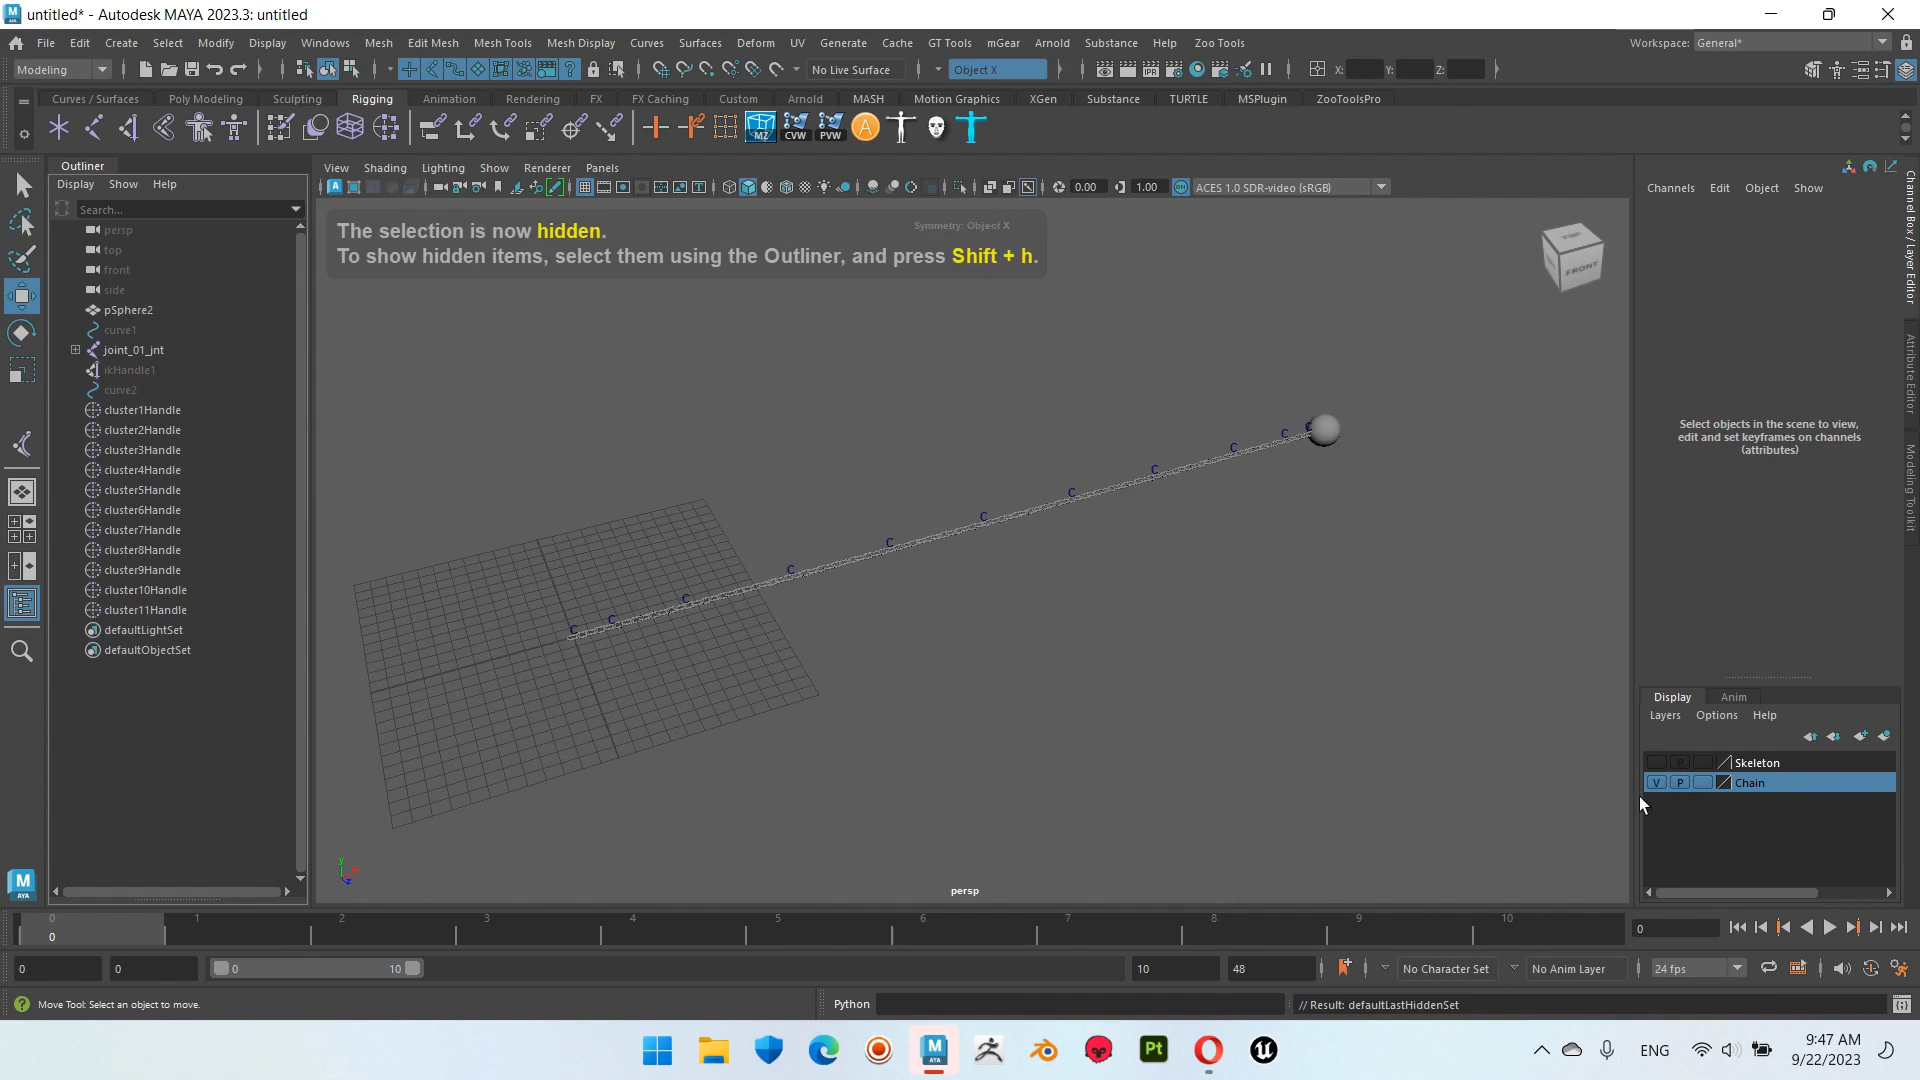 untitled* - Autodesk MAYA 2023.3: untitled
File Edit Create Select Modify Display Windows Mesh Edit Mesh Mesh Tools Mesh Display Curves Surfaces Deform UV Generate Cache GT Tools mGear Arnold Substance Help Zoo Tools
Workspace: General*
Modeling
No Live Surface
Object X
X: Y: Z:
Curves / Surfaces Poly Modeling Sculpting Rigging Animation Rendering FX FX Caching Custom Arnold MASH Motion Graphics XGen Substance TURTLE MSPlugin ZooToolsPro
MZ CVW PVW A
Outliner
Display Show Help
Search...
persp
top
front
side
pSphere2
curve1
joint_01_jnt
ikHandle1
curve2
cluster1Handle
cluster2Handle
cluster3Handle
cluster4Handle
cluster5Handle
cluster6Handle
cluster7Handle
cluster8Handle
cluster9Handle
cluster10Handle
cluster11Handle
defaultLightSet
defaultObjectSet
View Shading Lighting Show Renderer Panels
0.00 1.00 ACES 1.0 SDR-video (sRGB)
The selection is now hidden.
Symmetry: Object X
To show hidden items, select them using the Outliner, and press Shift + h.
FRONT
C C C C C C C C C C C
y
persp
Channels Edit Object Show
Select objects in the scene to view,
edit and set keyframes on channels
(attributes)
Channel Box / Layer Editor
Attribute Editor
Modeling Toolkit
Display Anim
Layers Options Help
P Skeleton
V P Chain
M
AYA
0 1 2 3 4 5 6 7 8 9 10
0
0
0 0 0 10 10 48
No Character Set No Anim Layer 24 fps
Move Tool: Select an object to move.
Python
// Result: defaultLastHiddenSet
M
AYA
Pt
ENG
9:47 AM
9/22/2023